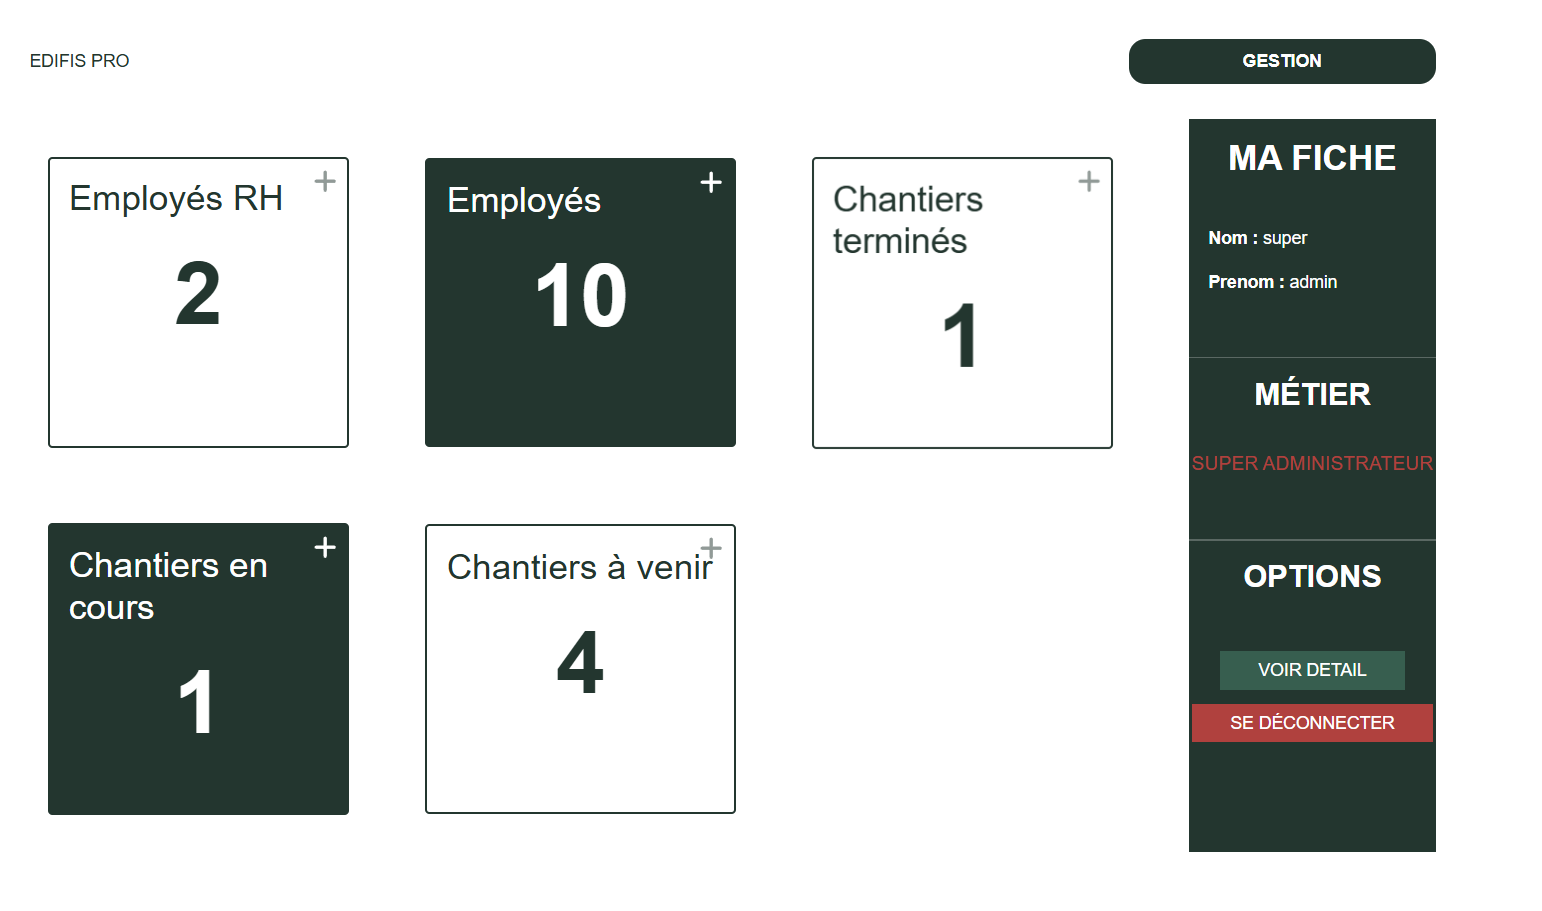 EDIFIS PRO
GESTION
Employés RH
2
Employés
10
Chantiers
terminés
1
Chantiers en
cours
1
Chantiers à venir
4
MA FICHE
Nom : super
Prenom : admin
MÉTIER
SUPER ADMINISTRATEUR
OPTIONS
VOIR DETAIL
SE DÉCONNECTER